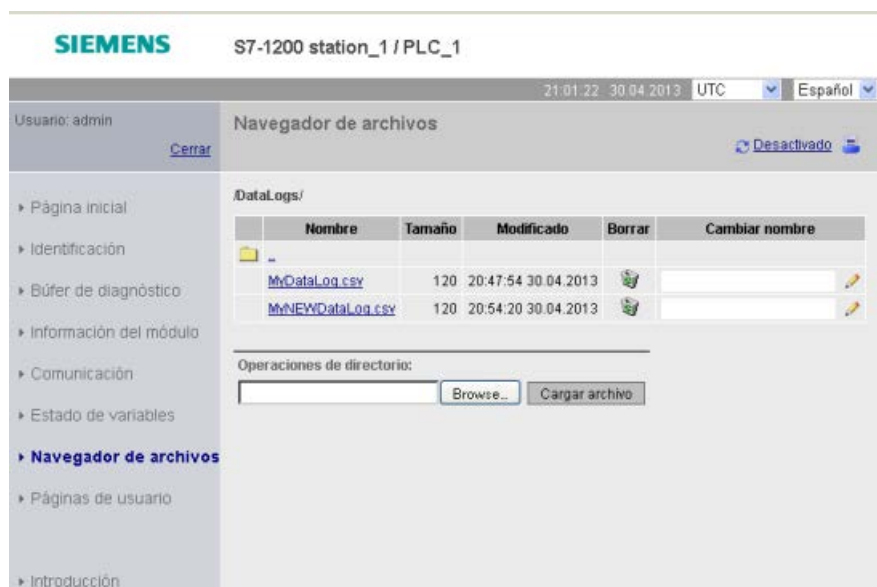 SIEMENS
S7-1200 station_1 / PLC_1
21:01:22 30.04.2013 UTC Español
Usuario: admin
Cerrar
Navegador de archivos
Desactivado
Página inicial
Identificación
Búfer de diagnóstico
Información del módulo
Comunicación
Estado de variables
Navegador de archivos
Páginas de usuario
Introducción
/DataLogs/
Nombre Tamaño Modificado Borrar Cambiar nombre
..
MyDataLog.csv 120 20:47:54 30.04.2013
MyNEWDataLog.csv 120 20:54:20 30.04.2013
Operaciones de directorio:
Browse... Cargar archivo